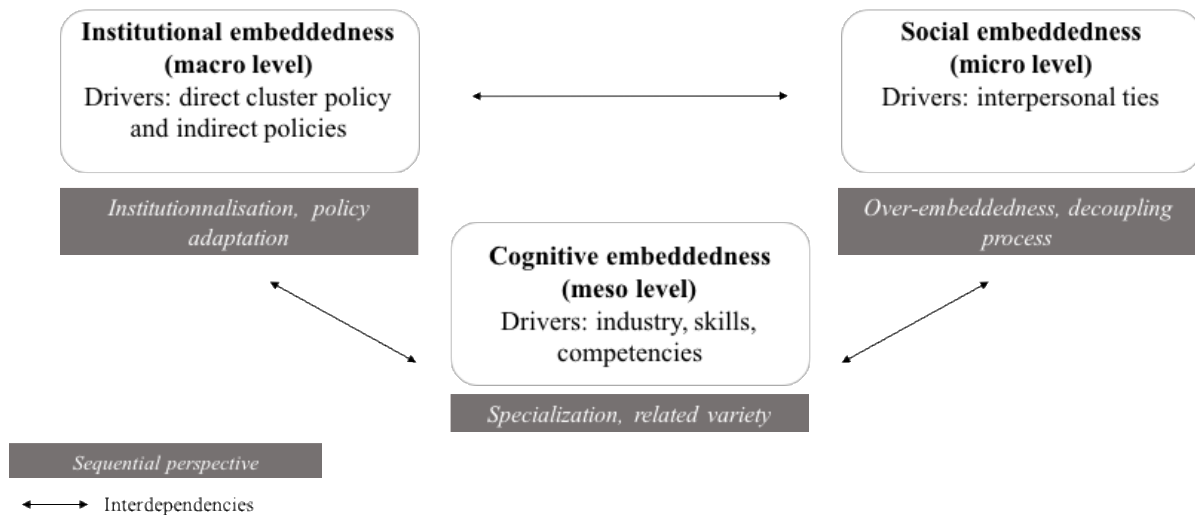 Institutional embeddedness
(macro level)
Drivers: direct cluster policy
and indirect policies
Institutionnalisation, policy
adaptation
Social embeddedness
(micro level)
Drivers: interpersonal ties
Over-embeddedness, decoupling
process
Cognitive embeddedness
(meso level)
Drivers: industry, skills,
competencies
Specialization, related variety
Sequential perspective
Interdependencies